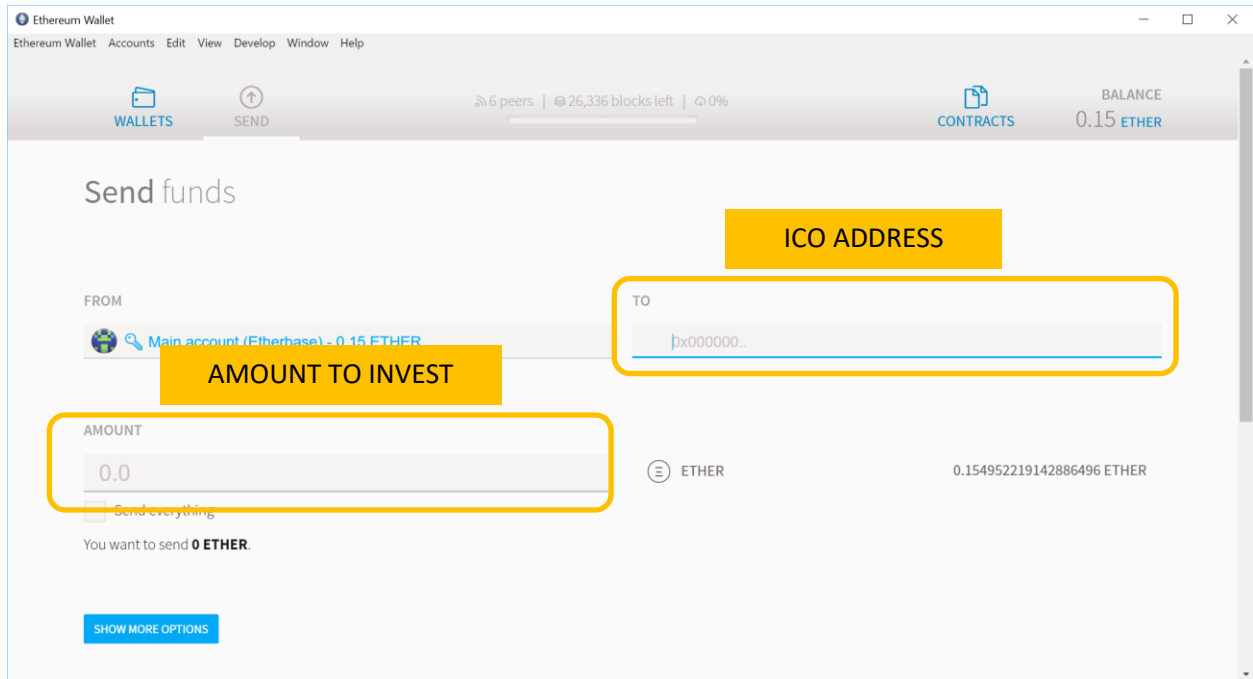 Ethereum Wallet
Ethereum Wallet Accounts Edit View Develop Window Help
WALLETS SEND 6 peers | 26,336 blocks left | 0% CONTRACTS BALANCE 0.15 ETHER
Send funds
ICO ADDRESS
FROM TO
Main account (Etherbase) - 0.15 ETHER 0x000000..
AMOUNT TO INVEST
AMOUNT
0.0 ETHER 0.154952219142886496 ETHER
Send everything
You want to send 0 ETHER.
SHOW MORE OPTIONS